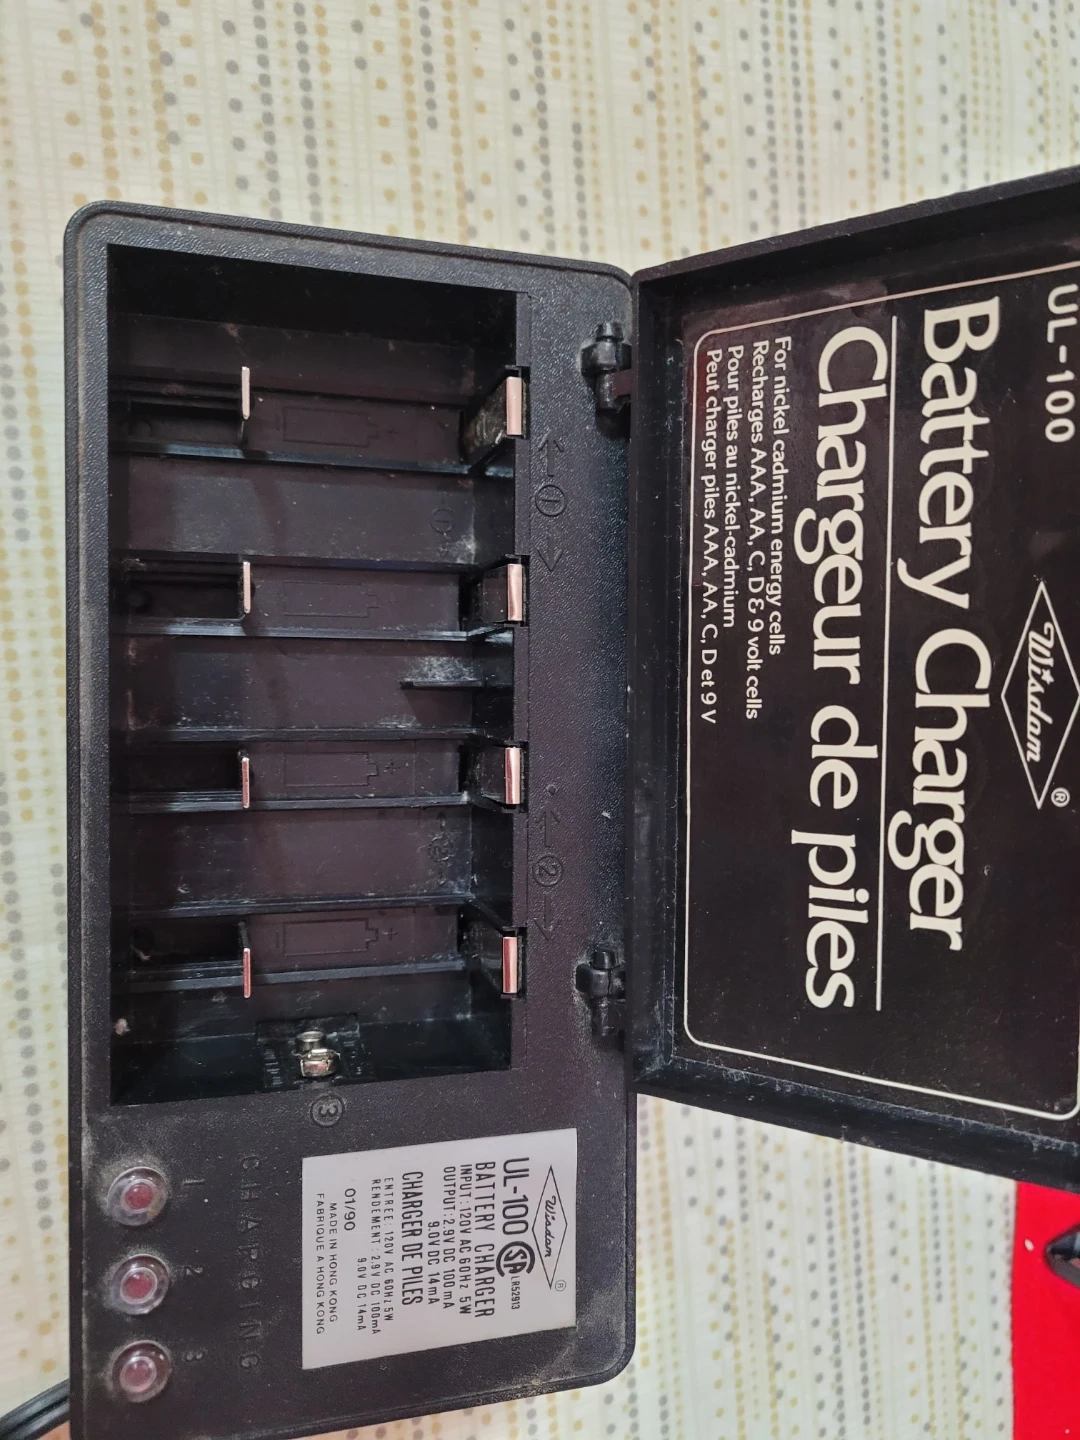 UL-100
Wisdom ®
Battery Charger
Chargeur de piles
For nickel cadmium energy cells
Recharges AAA, AA, C, D & 9 volt cells
Pour piles au nickel-cadmium
Peut charger piles AAA, AA, C, D et 9 V
← ① →
← ② →
③
1 2 3
CHARGING
Wisdom ®
UL-100 SA LR52913
BATTERY CHARGER
INPUT: 120V AC 60Hz 5W
OUTPUT: 2.9V DC 100mA
9.0V DC 14mA
CHARGER DE PILES
ENTREE: 120V AC 60Hz 5W
RENDEMENT: 2.9V DC 100mA
9.0V DC 14mA
01/90
MADE IN HONG KONG
FABRIQUE A HONG KONG